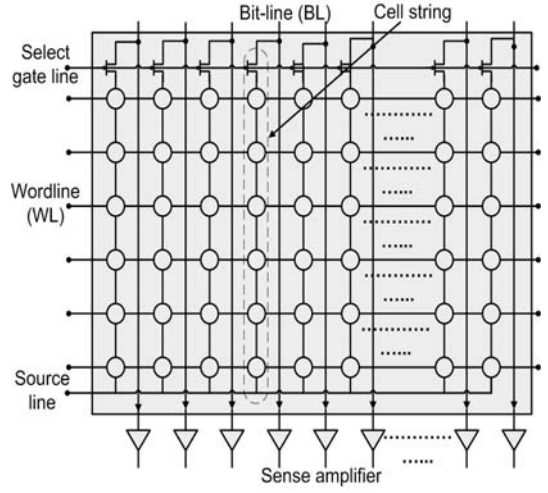 Bit-line (BL)
Cell string
Select
gate line
Wordline
(WL)
Source
line
Sense amplifier